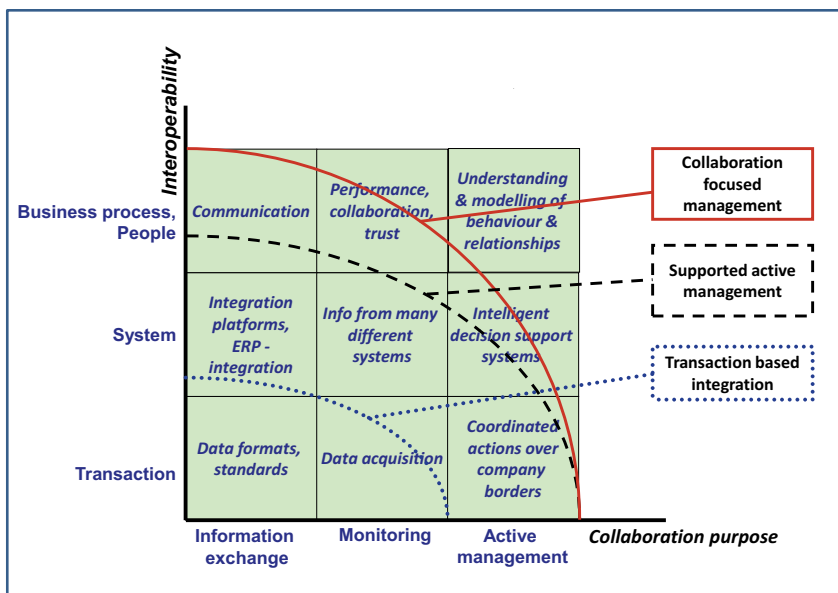 Interoperability
Business process,
People
System
Transaction
Communication
Performance,
collaboration,
trust
Understanding
& modelling of
behaviour &
relationships
Integration
platforms,
ERP -
integration
Info from many
different
systems
Intelligent
decision support
systems
Data formats,
standards
Data acquisition
Coordinated
actions over
company
borders
Collaboration
focused
management
Supported active
management
Transaction based
integration
Information
exchange
Monitoring
Active
management
Collaboration purpose